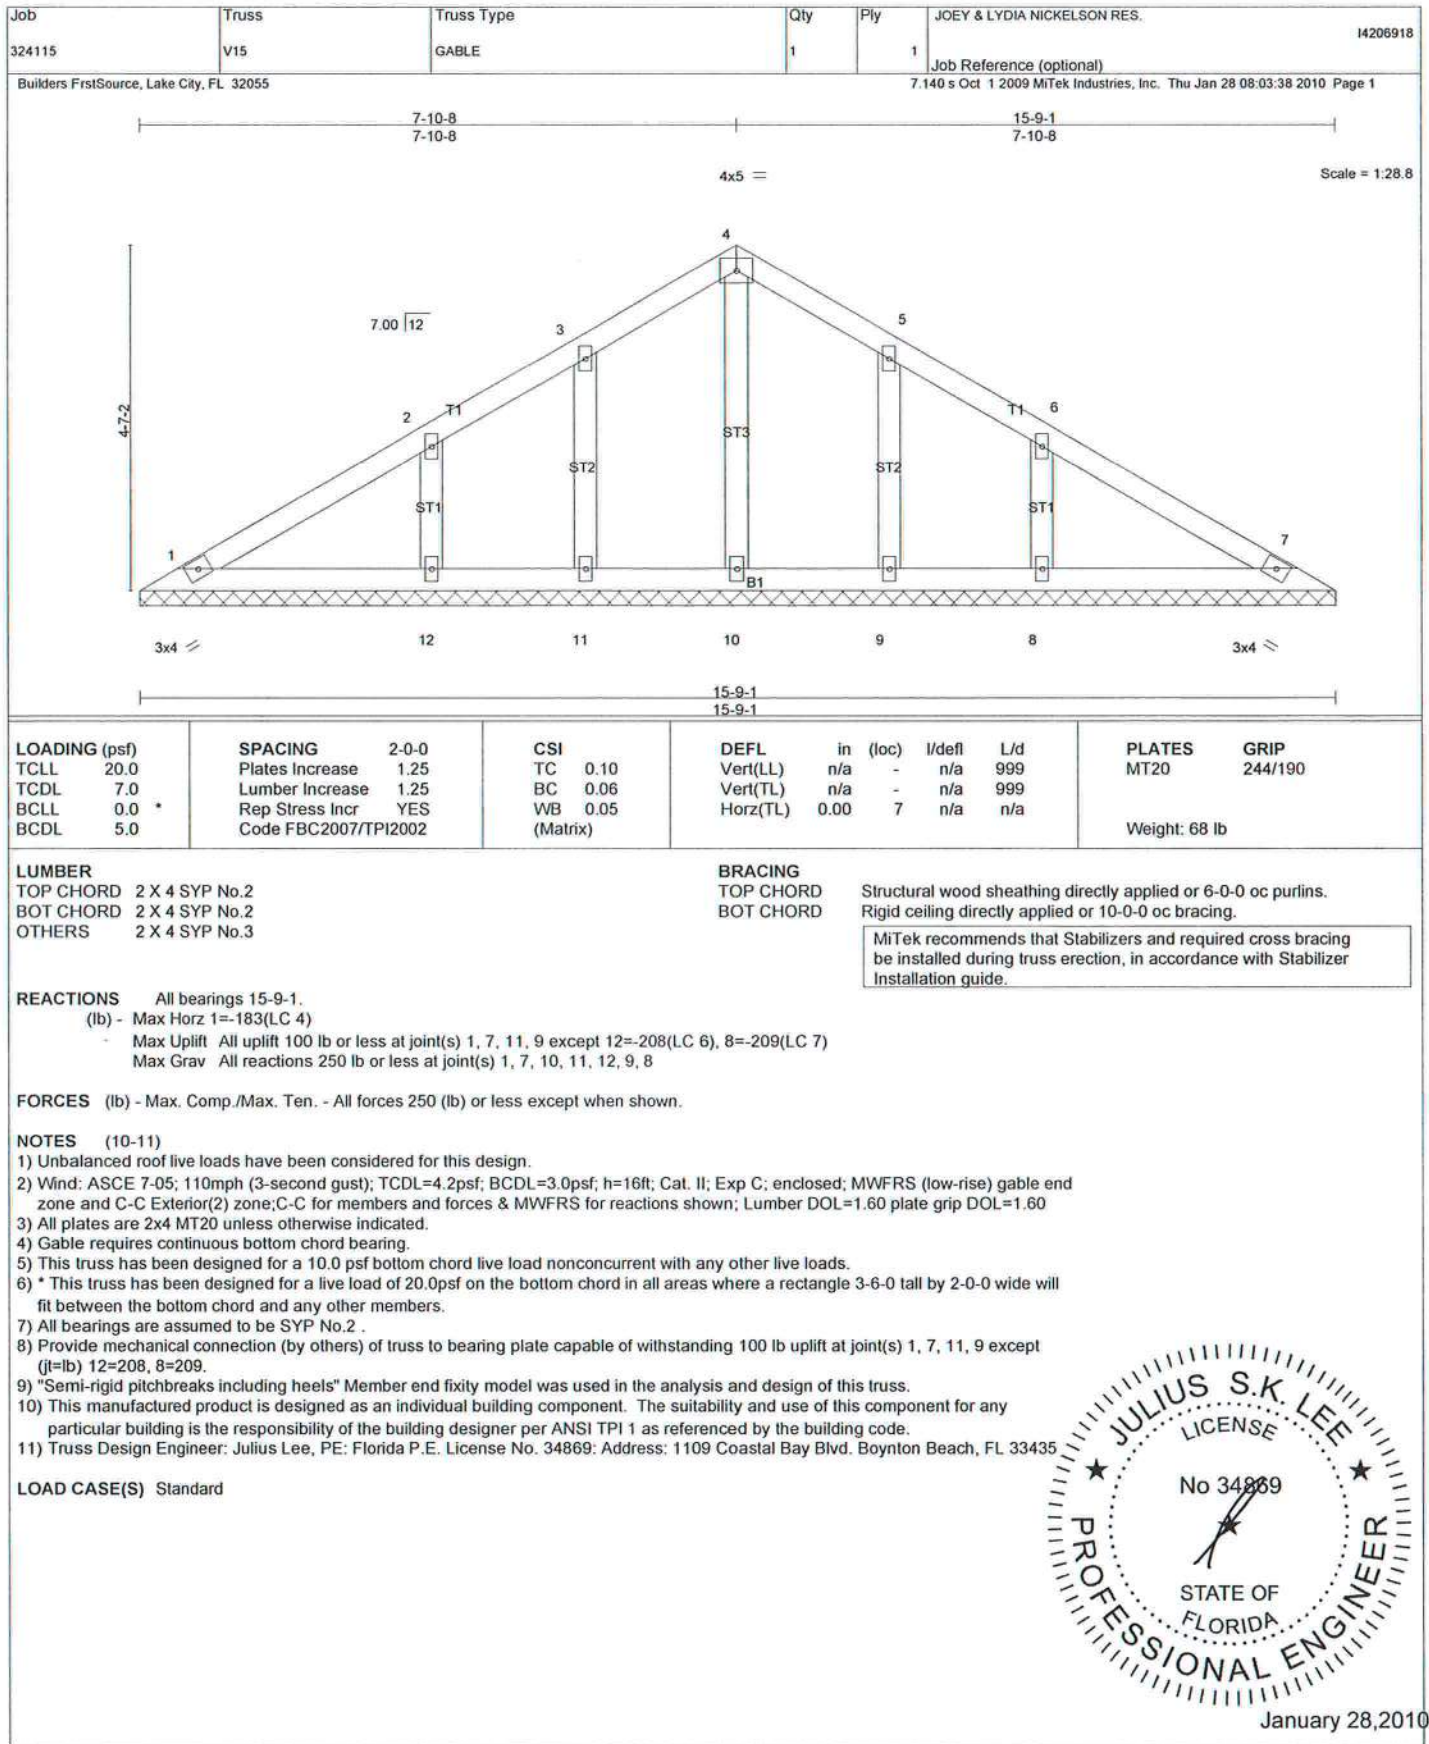 Job Truss Truss Type Qty Ply JOEY & LYDIA NICKELSON RES.
I4206918
324115 V15 GABLE 1 1
Job Reference (optional)
Builders FrstSource, Lake City, FL 32055 7.140 s Oct 1 2009 MiTek Industries, Inc. Thu Jan 28 08:03:38 2010 Page 1
7-10-8 15-9-1
7-10-8 7-10-8
4x5 = Scale = 1:28.8
4
7.00 12
3 5
4-7-2
2 T1 T1 6
ST3
ST2 ST2
ST1 ST1
1 7
B1
12 11 10 9 8
3x4 3x4
15-9-1
15-9-1
LOADING (psf) SPACING 2-0-0 CSI DEFL in (loc) l/defl L/d PLATES GRIP
TCLL 20.0 Plates Increase 1.25 TC 0.10 Vert(LL) n/a - n/a 999 MT20 244/190
TCDL 7.0 Lumber Increase 1.25 BC 0.06 Vert(TL) n/a - n/a 999
BCLL 0.0 * Rep Stress Incr YES WB 0.05 Horz(TL) 0.00 7 n/a n/a
BCDL 5.0 Code FBC2007/TPI2002 (Matrix) Weight: 68 lb
LUMBER
TOP CHORD 2 X 4 SYP No.2
BOT CHORD 2 X 4 SYP No.2
OTHERS 2 X 4 SYP No.3
BRACING
TOP CHORD Structural wood sheathing directly applied or 6-0-0 oc purlins.
BOT CHORD Rigid ceiling directly applied or 10-0-0 oc bracing.
MiTek recommends that Stabilizers and required cross bracing
be installed during truss erection, in accordance with Stabilizer
Installation guide.
REACTIONS All bearings 15-9-1.
(lb) - Max Horz 1=-183(LC 4)
Max Uplift All uplift 100 lb or less at joint(s) 1, 7, 11, 9 except 12=-208(LC 6), 8=-209(LC 7)
Max Grav All reactions 250 lb or less at joint(s) 1, 7, 10, 11, 12, 9, 8
FORCES (lb) - Max. Comp./Max. Ten. - All forces 250 (lb) or less except when shown.
NOTES (10-11)
1) Unbalanced roof live loads have been considered for this design.
2) Wind: ASCE 7-05; 110mph (3-second gust); TCDL=4.2psf; BCDL=3.0psf; h=16ft; Cat. II; Exp C; enclosed; MWFRS (low-rise) gable end
zone and C-C Exterior(2) zone;C-C for members and forces & MWFRS for reactions shown; Lumber DOL=1.60 plate grip DOL=1.60
3) All plates are 2x4 MT20 unless otherwise indicated.
4) Gable requires continuous bottom chord bearing.
5) This truss has been designed for a 10.0 psf bottom chord live load nonconcurrent with any other live loads.
6) * This truss has been designed for a live load of 20.0psf on the bottom chord in all areas where a rectangle 3-6-0 tall by 2-0-0 wide will
fit between the bottom chord and any other members.
7) All bearings are assumed to be SYP No.2 .
8) Provide mechanical connection (by others) of truss to bearing plate capable of withstanding 100 lb uplift at joint(s) 1, 7, 11, 9 except
(jt=lb) 12=208, 8=209.
9) "Semi-rigid pitchbreaks including heels" Member end fixity model was used in the analysis and design of this truss.
10) This manufactured product is designed as an individual building component. The suitability and use of this component for any
particular building is the responsibility of the building designer per ANSI TPI 1 as referenced by the building code.
11) Truss Design Engineer: Julius Lee, PE: Florida P.E. License No. 34869: Address: 1109 Coastal Bay Blvd. Boynton Beach, FL 33435
LOAD CASE(S) Standard
JULIUS S.K. LEE
LICENSE
No 34869
STATE OF
FLORIDA
PROFESSIONAL ENGINEER
January 28,2010